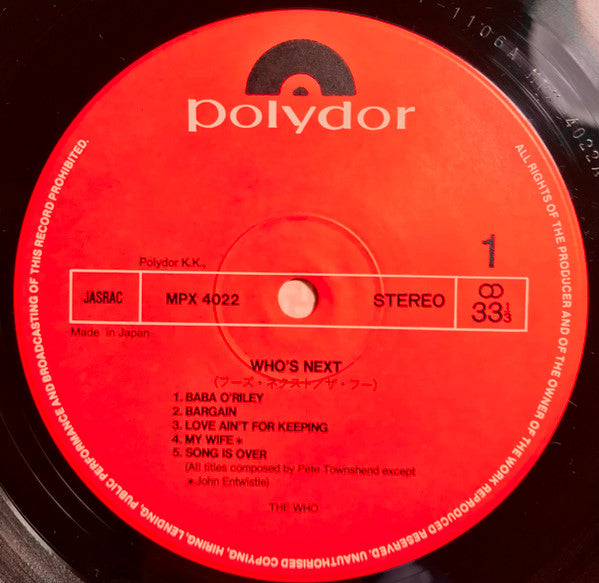 polydor
1
Polydor K.K.,
JASRAC
MPX 4022
STEREO
33 1/3
Made in Japan
WHO'S NEXT
(フーズ・ネクスト/ザ・フー)
1. BABA O'RILEY
2. BARGAIN
3. LOVE AIN'T FOR KEEPING
4. MY WIFE*
5. SONG IS OVER
(All titles composed by Pete Townshend except
*John Entwistle)
THE WHO
ALL RIGHTS OF THE PRODUCER AND OF THE OWNER OF THE WORK REPRODUCED RESERVED. UNAUTHORISED COPYING, HIRING, LENDING, PUBLIC PERFORMANCE AND BROADCASTING OF THIS RECORD PROHIBITED.
4022A